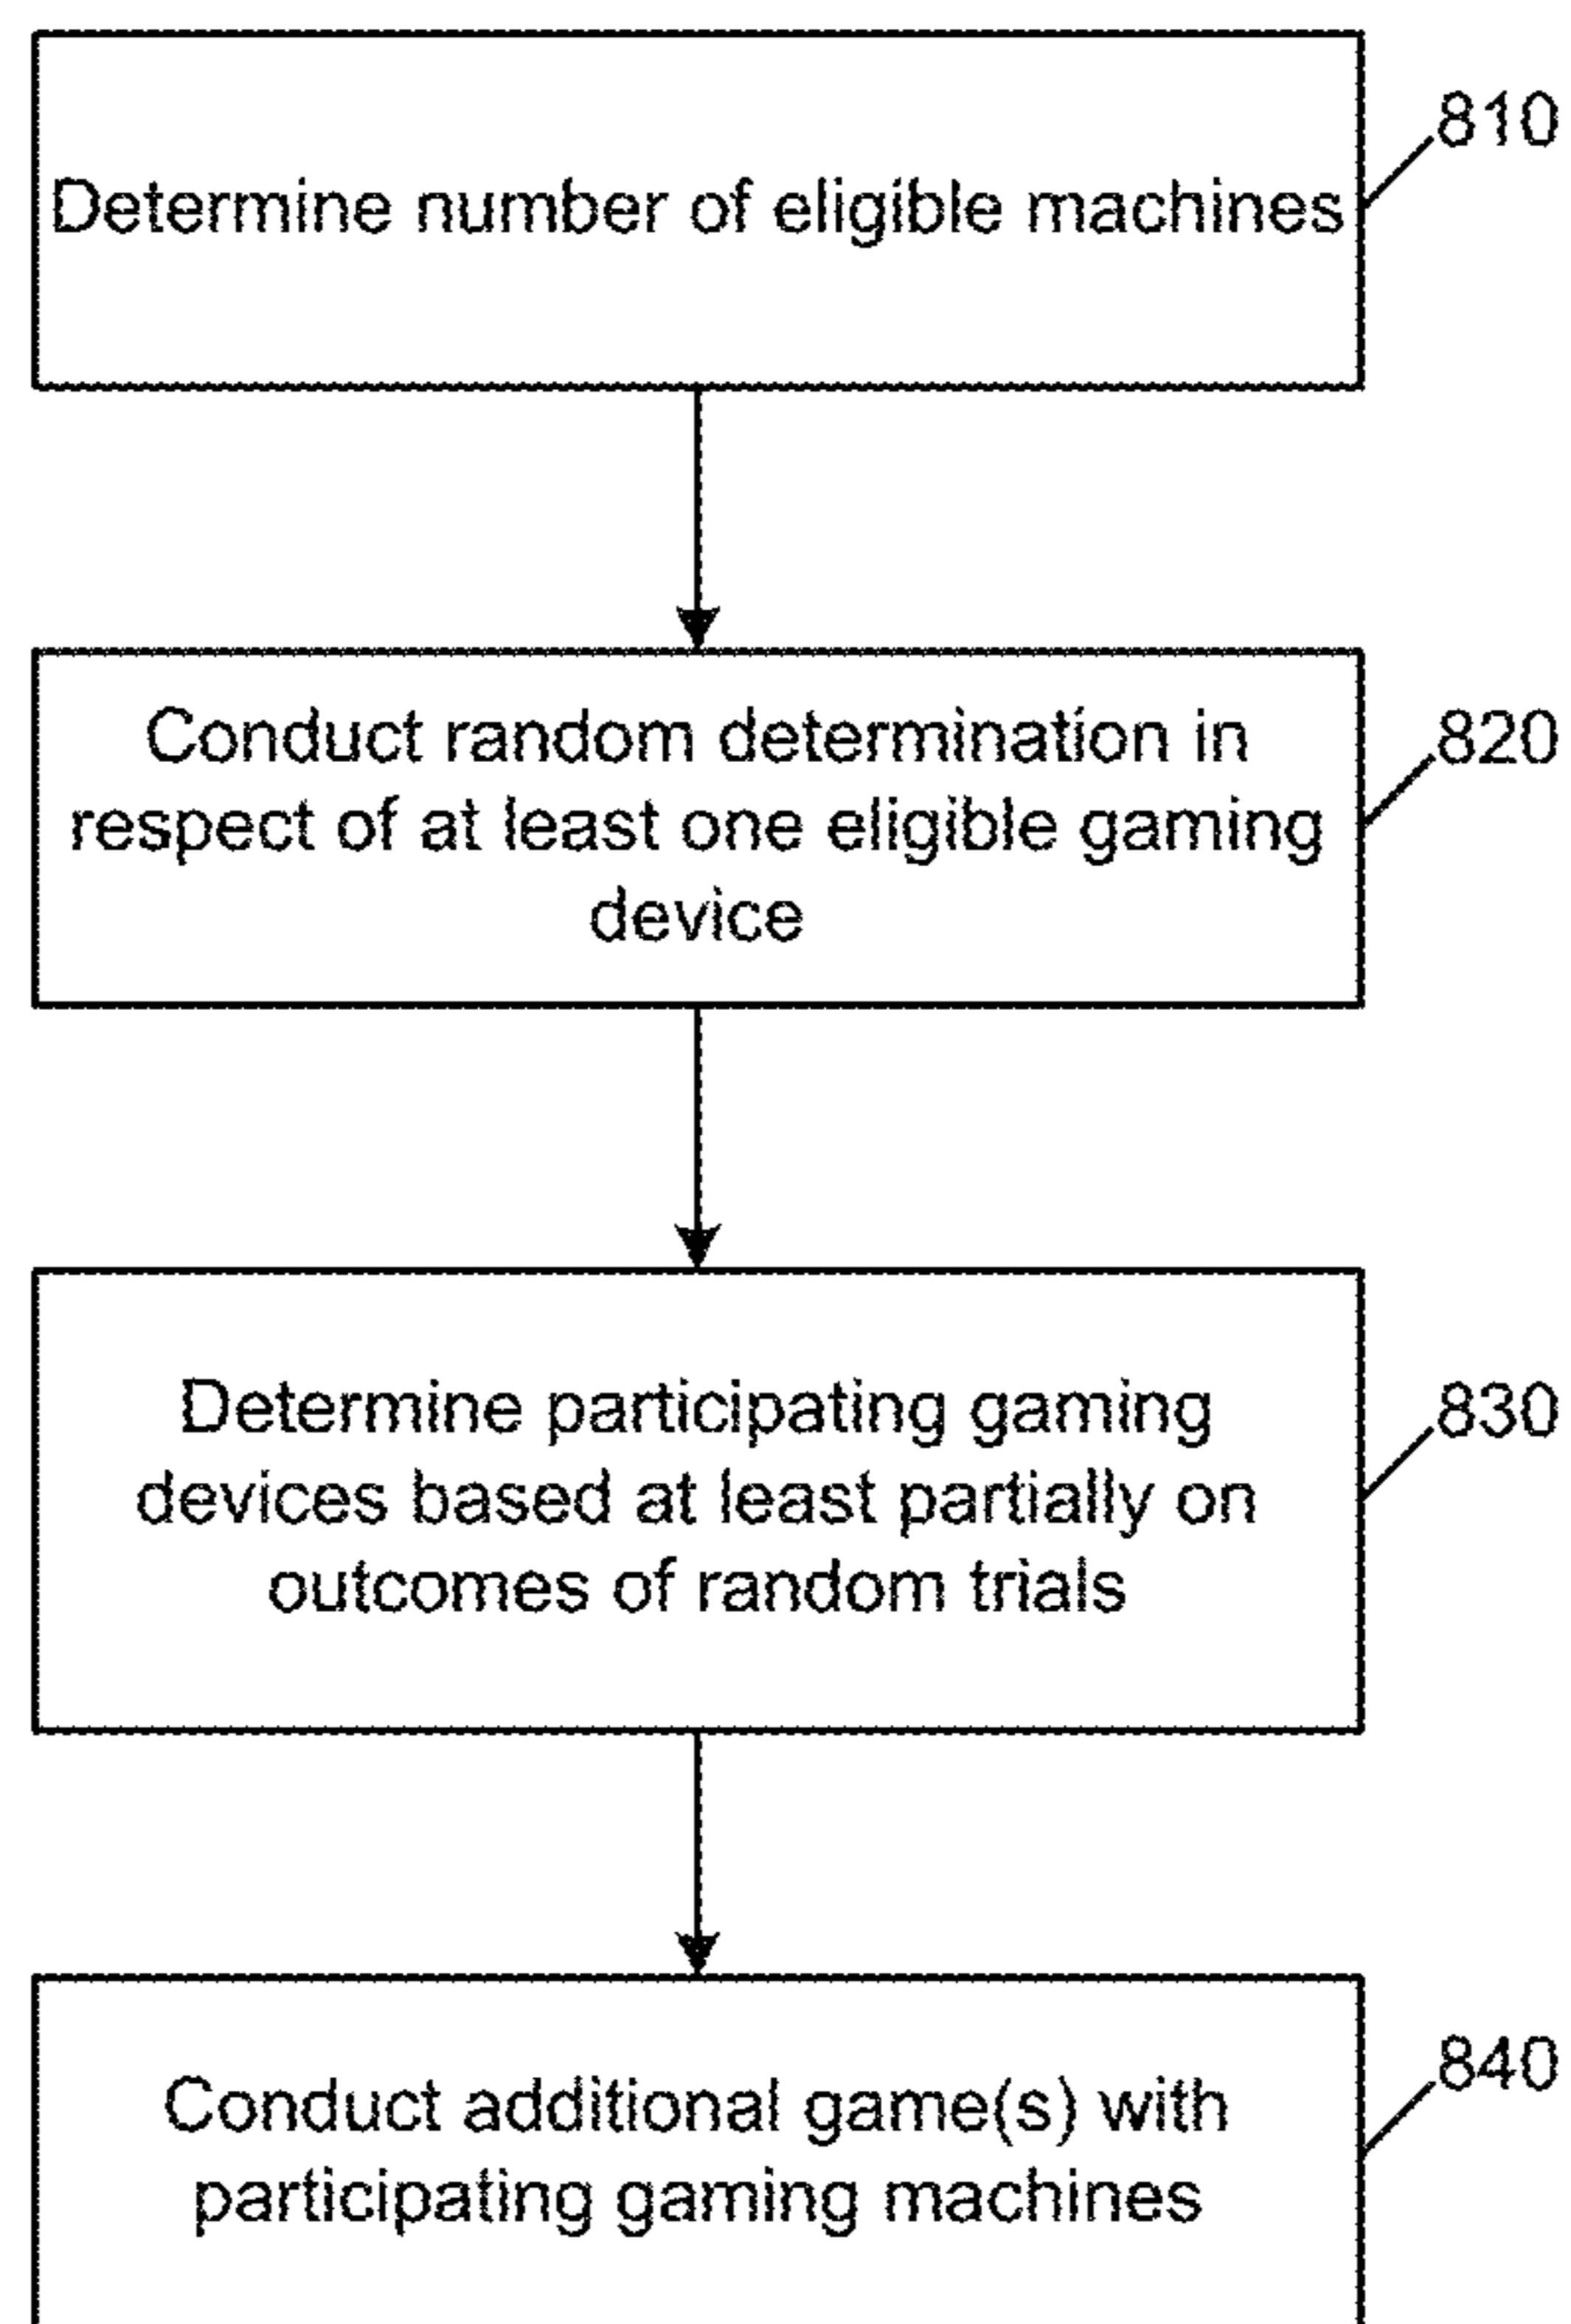 810
Determine number of eligible machines
820
Conduct random determination in
respect of at least one eligible gaming
device
830
Determine participating gaming
devices based at least partially on
outcomes of random trials
840
Conduct additional game(s) with
participating gaming machines